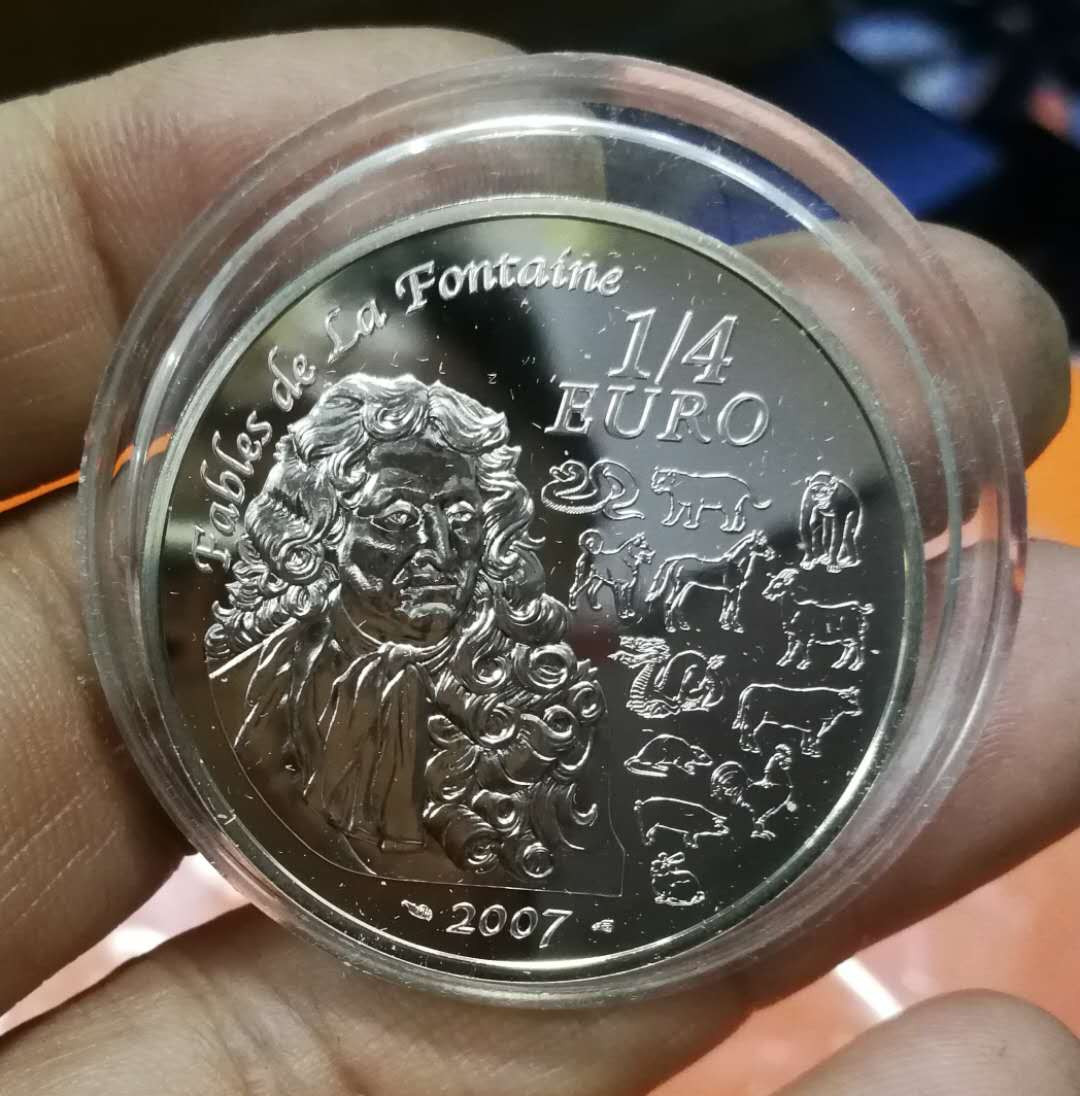 Fables de La Fontaine
1/4
EURO
2007